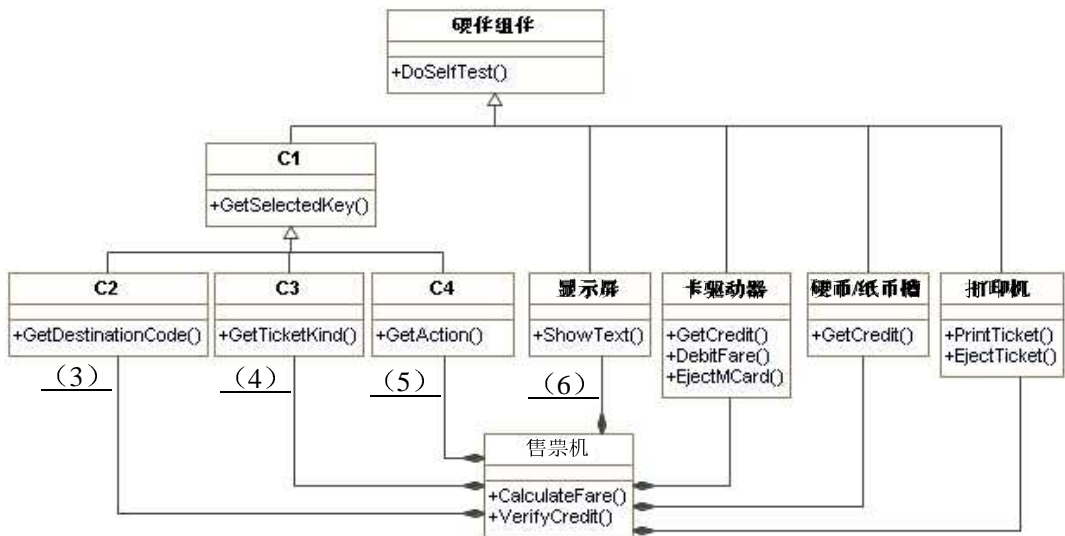 硬件组件
+DoSelfTest()
C1
+GetSelectedKey()
C2
+GetDestinationCode()
C3
+GetTicketKind()
C4
+GetAction()
显示屏
+ShowText()
卡驱动器
+GetCredit()
+DebitFare()
+EjectMCard()
硬币/纸币槽
+GetCredit()
打印机
+PrintTicket()
+EjectTicket()
（3）
（4）
（5）
（6）
售票机
+CalculateFare()
+VerifyCredit()